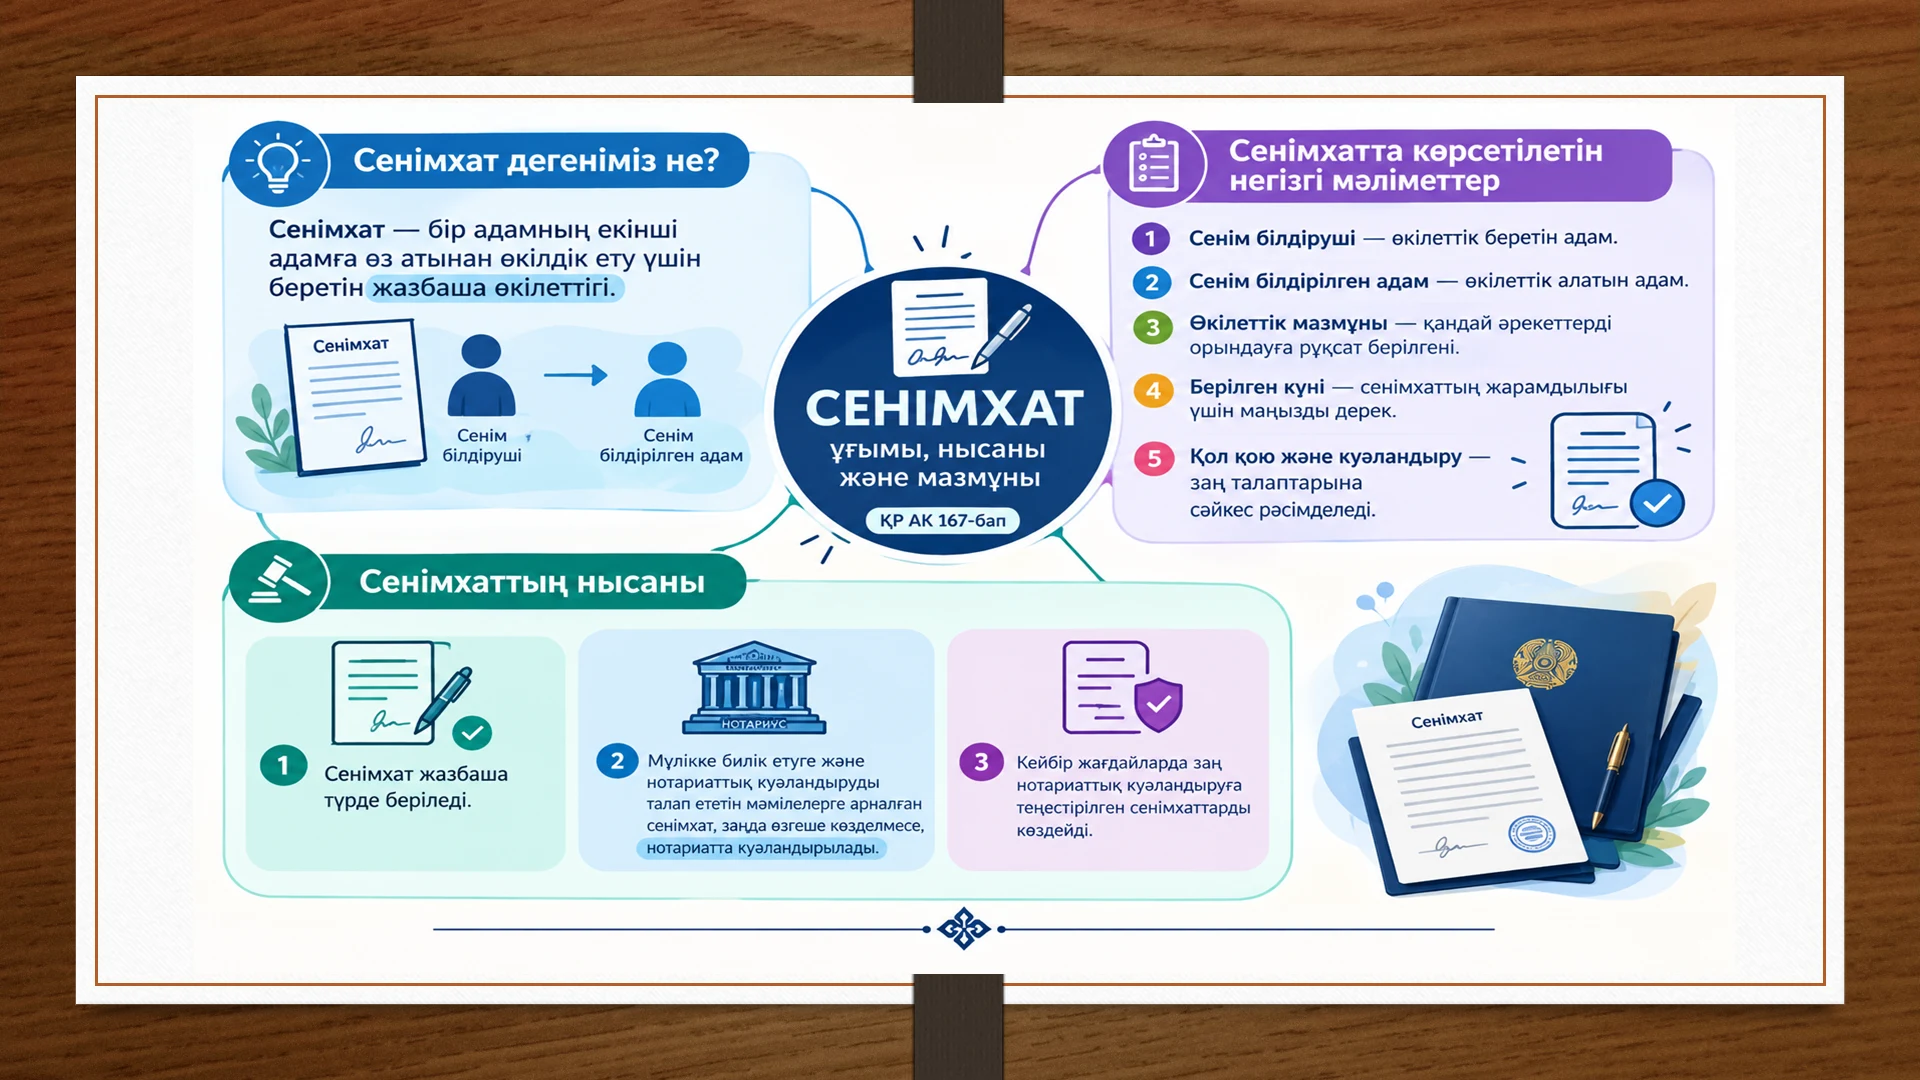 Сенімхат дегеніміз не?
Сенімхат — бір адамның екінші
адамға өз атынан өкілдік ету үшін
беретін жазбаша өкілеттігі.
Сенімхат
Сенім
білдіруші
Сенім
білдірілген адам
СЕНІМХАТ
ұғымы, нысаны
және мазмұны
ҚР АК 167-бап
Сенімхатта көрсетілетін
негізгі мәліметтер
1 Сенім білдіруші — өкілеттік беретін адам.
2 Сенім білдірілген адам — өкілеттік алатын адам.
3 Өкілеттік мазмұны — қандай әрекеттерді
орындауға рұқсат берілгені.
4 Берілген күні — сенімхаттың жарамдылығы
үшін маңызды дерек.
5 Қол қою және куәландыру —
заң талаптарына
сәйкес рәсімделеді.
Сенімхаттың нысаны
1 Сенімхат жазбаша
түрде беріледі.
НОТАРИУС
2 Мүлікке билік етуге және
нотариаттық куәландыруды
талап ететін мәмілелерге арналған
сенімхат, заңда өзгеше көзделмесе,
нотариатта куәландырылады.
3 Кейбір жағдайларда заң
нотариаттық куәландыруға
теңестірілген сенімхаттарды
көздейді.
Сенімхат